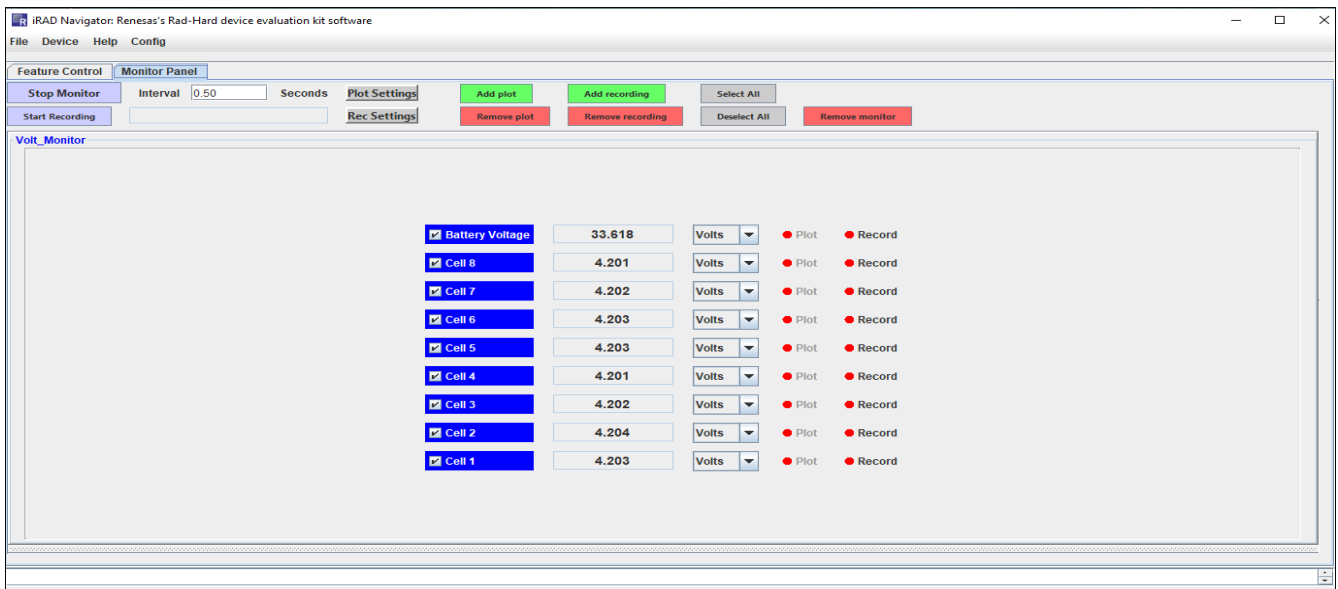 iRAD Navigator: Renesas's Rad-Hard device evaluation kit software
File Device Help Config
Feature Control Monitor Panel
Stop Monitor Interval 0.50 Seconds Plot Settings Add plot Add recording Select All
Start Recording Rec Settings Remove plot Remove recording Deselect All Remove monitor
Volt_Monitor
Battery Voltage 33.618 Volts Plot Record
Cell 8 4.201 Volts Plot Record
Cell 7 4.202 Volts Plot Record
Cell 6 4.203 Volts Plot Record
Cell 5 4.203 Volts Plot Record
Cell 4 4.201 Volts Plot Record
Cell 3 4.202 Volts Plot Record
Cell 2 4.204 Volts Plot Record
Cell 1 4.203 Volts Plot Record